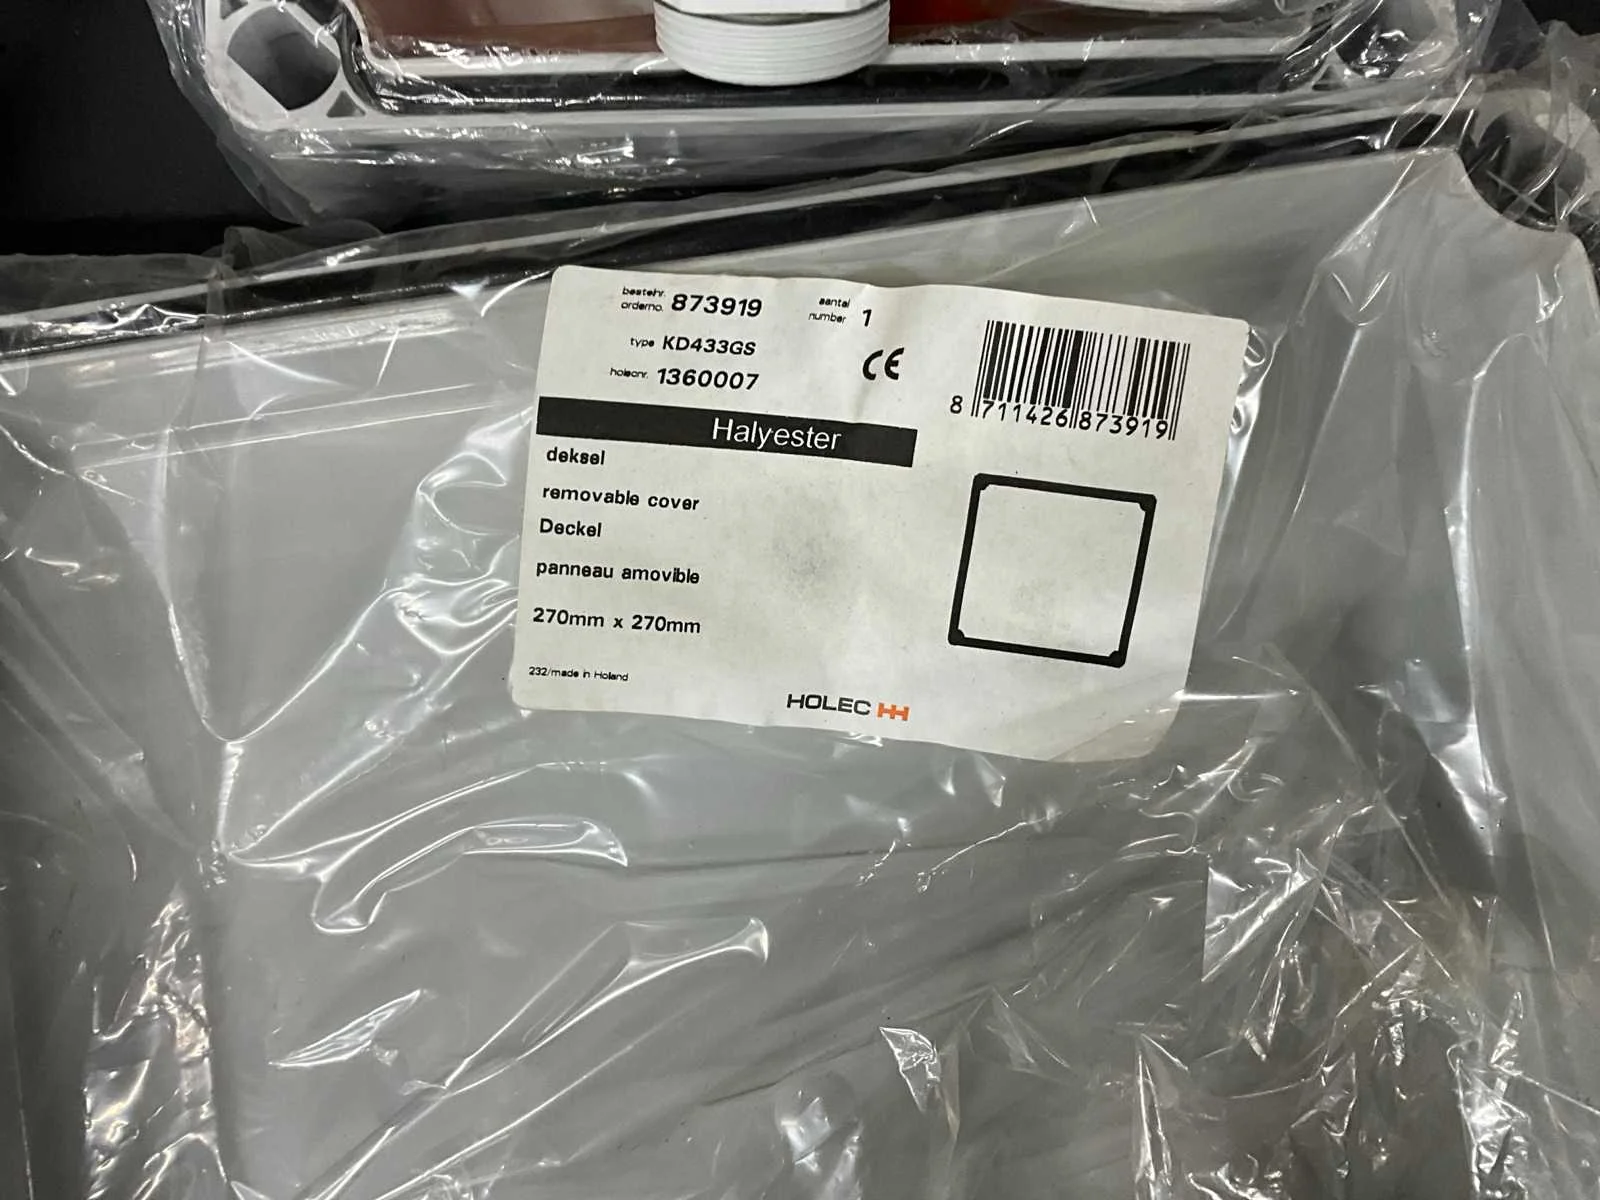 bestelnr.
orderno. 873919
aantal
number 1
type KD433GS
holecnr. 1360007
CE
8 711426 873919
Halyester
deksel
removable cover
Deckel
panneau amovible
270mm x 270mm
232/made in Holland
HOLEC